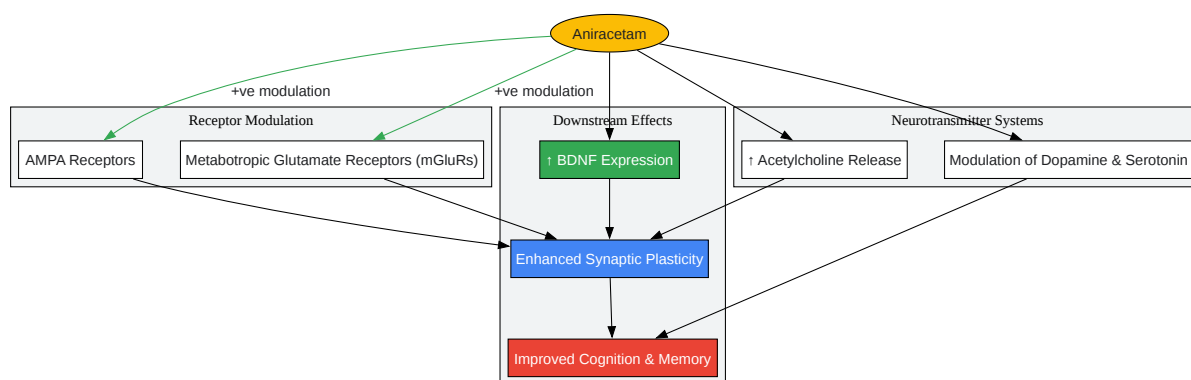 Aniracetam
+ve modulation
+ve modulation
Receptor Modulation
Downstream Effects
Neurotransmitter Systems
AMPA Receptors
Metabotropic Glutamate Receptors (mGluRs)
↑ BDNF Expression
↑ Acetylcholine Release
Modulation of Dopamine & Serotonin
Enhanced Synaptic Plasticity
Improved Cognition & Memory